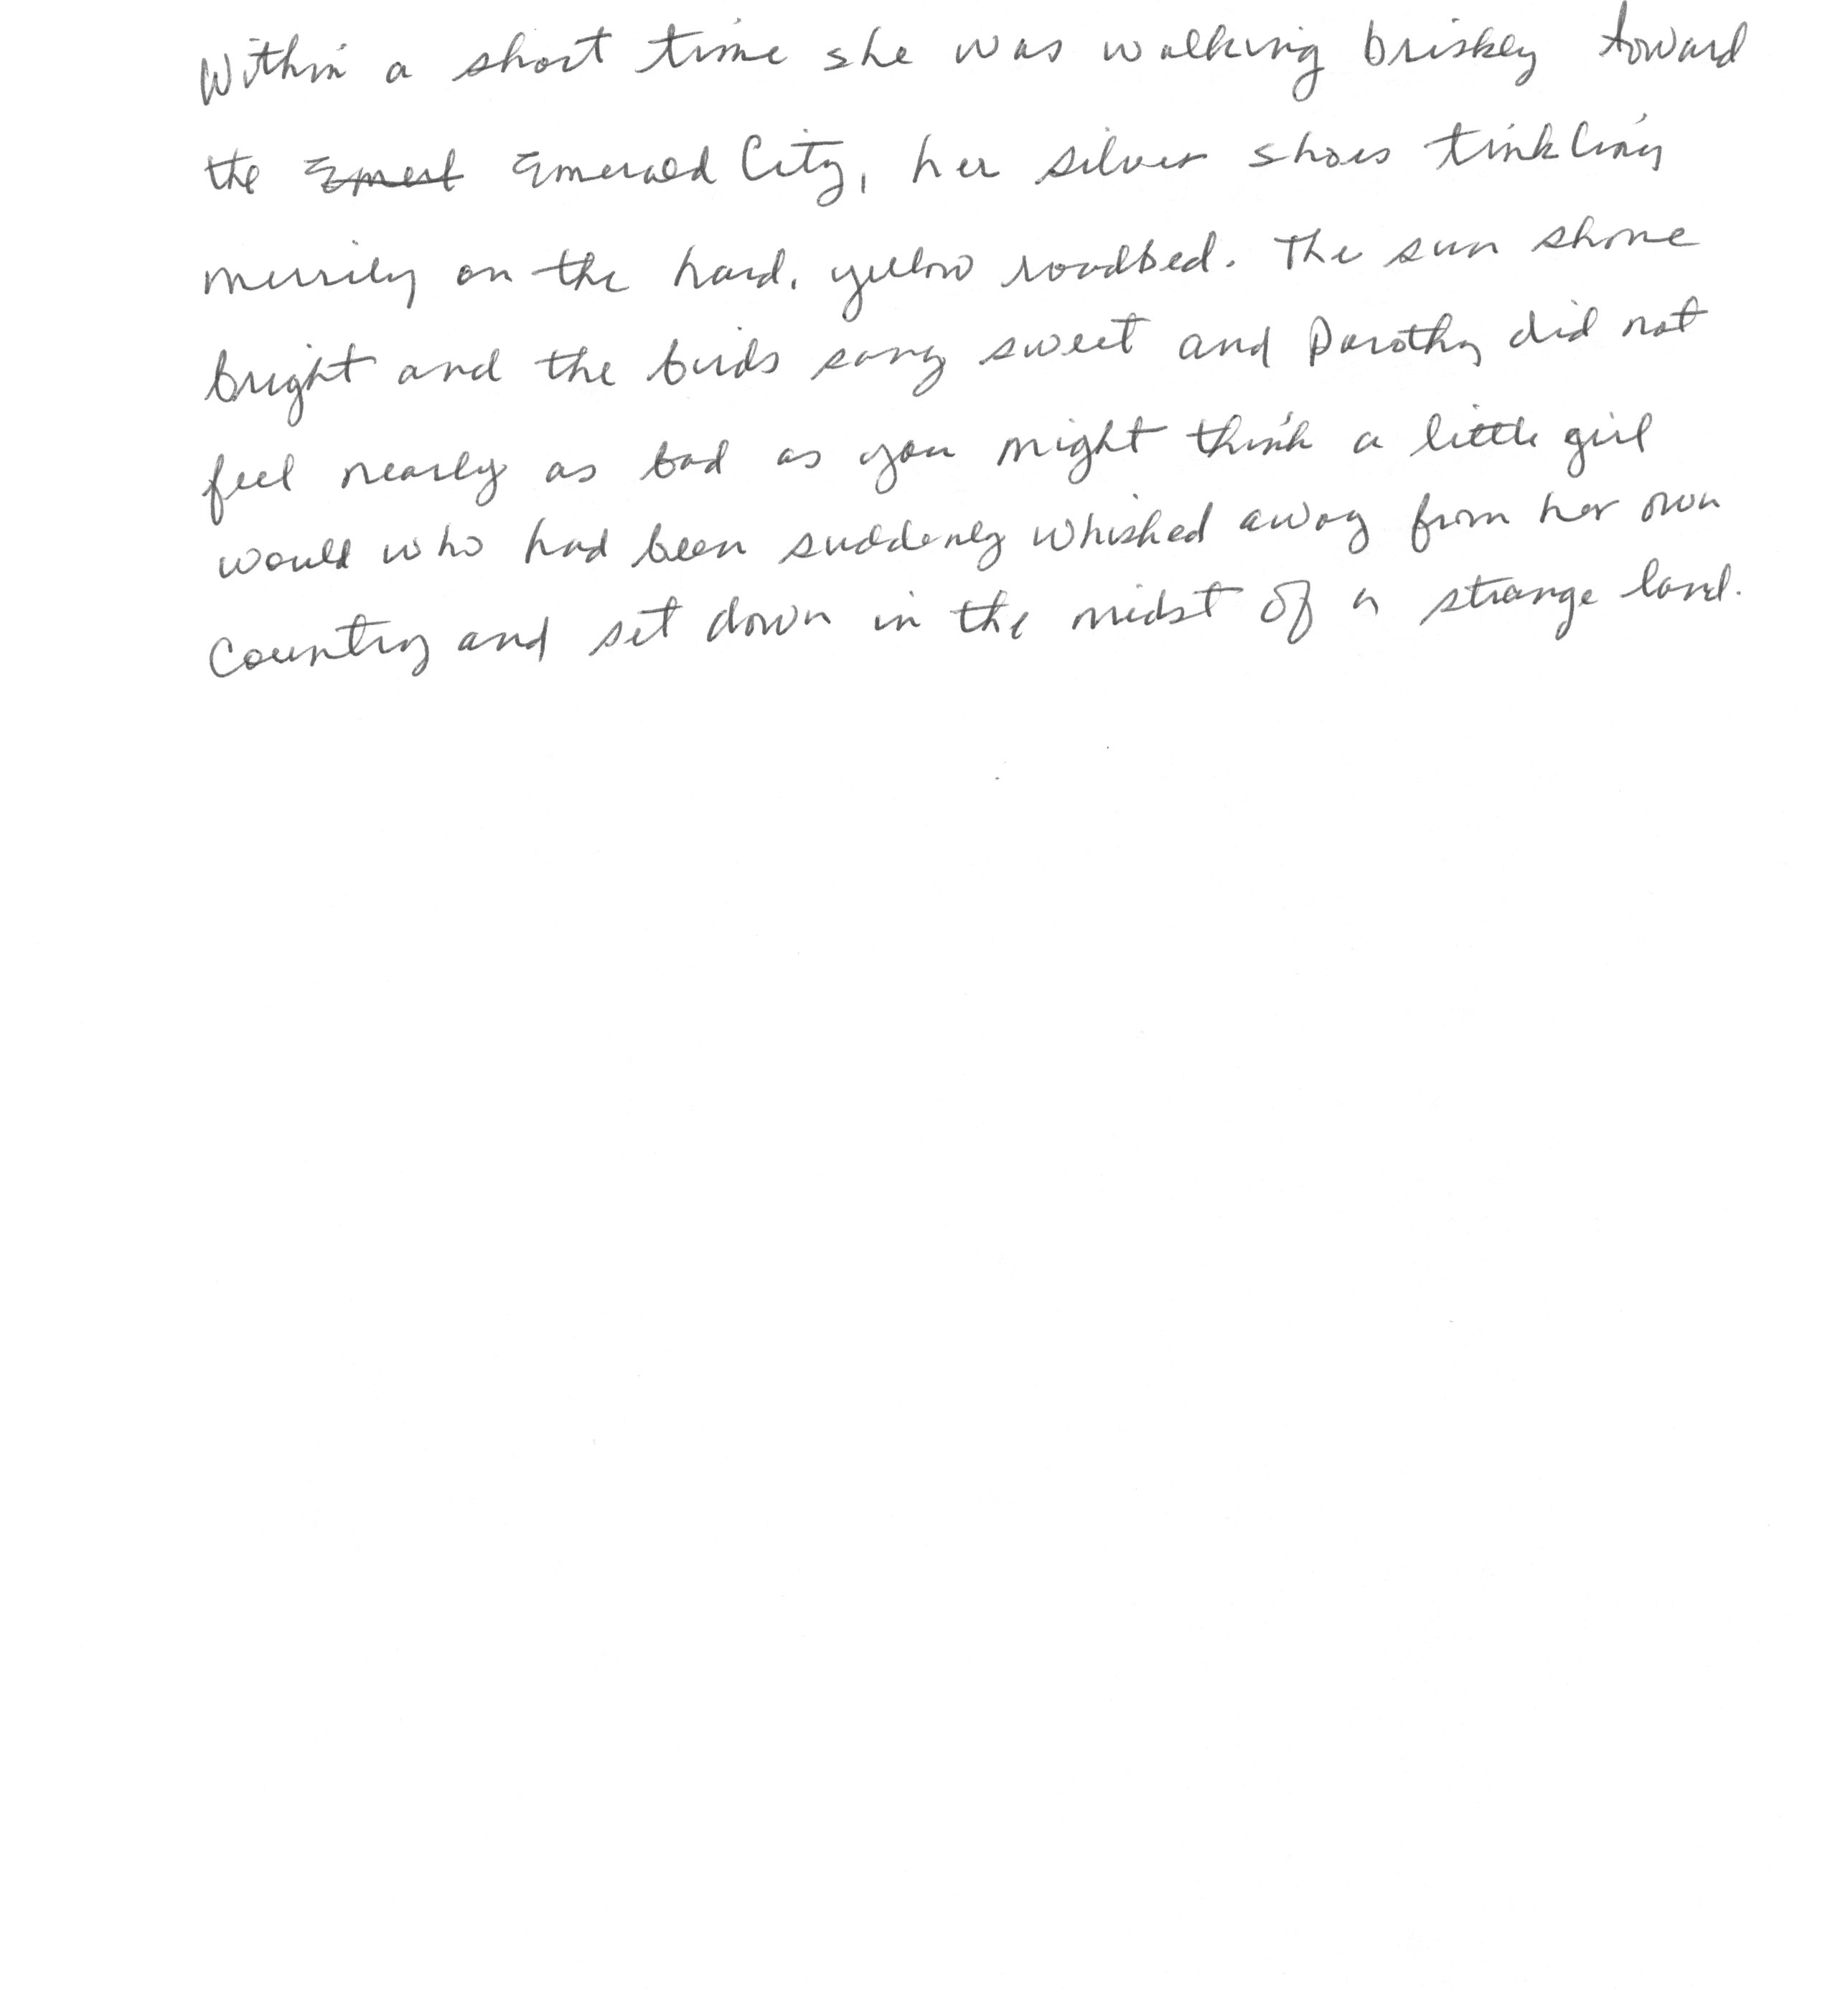 Within a short time she was walking briskly toward
the Emerald City, her silver shoes tinkling
merrily on the hard, yellow roadbed. The sun shone
bright and the birds sang sweet and Dorothy did not
feel nearly as bad as you might think a little girl
would who had been suddenly whished away from her own
country and set down in the midst of a strange land.